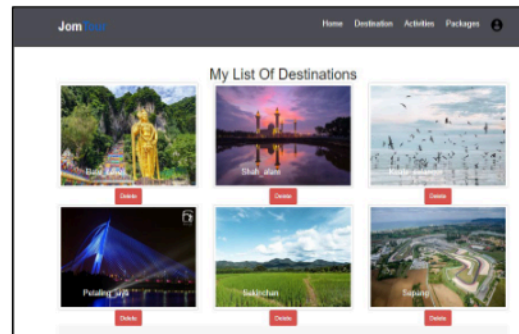 Jom
Home Destination Activities Packages
My List Of Destinations
Shah_alam
Delete Delete Delete
Petaling_jaya Sekinchan Sepang
Delete Delete Delete